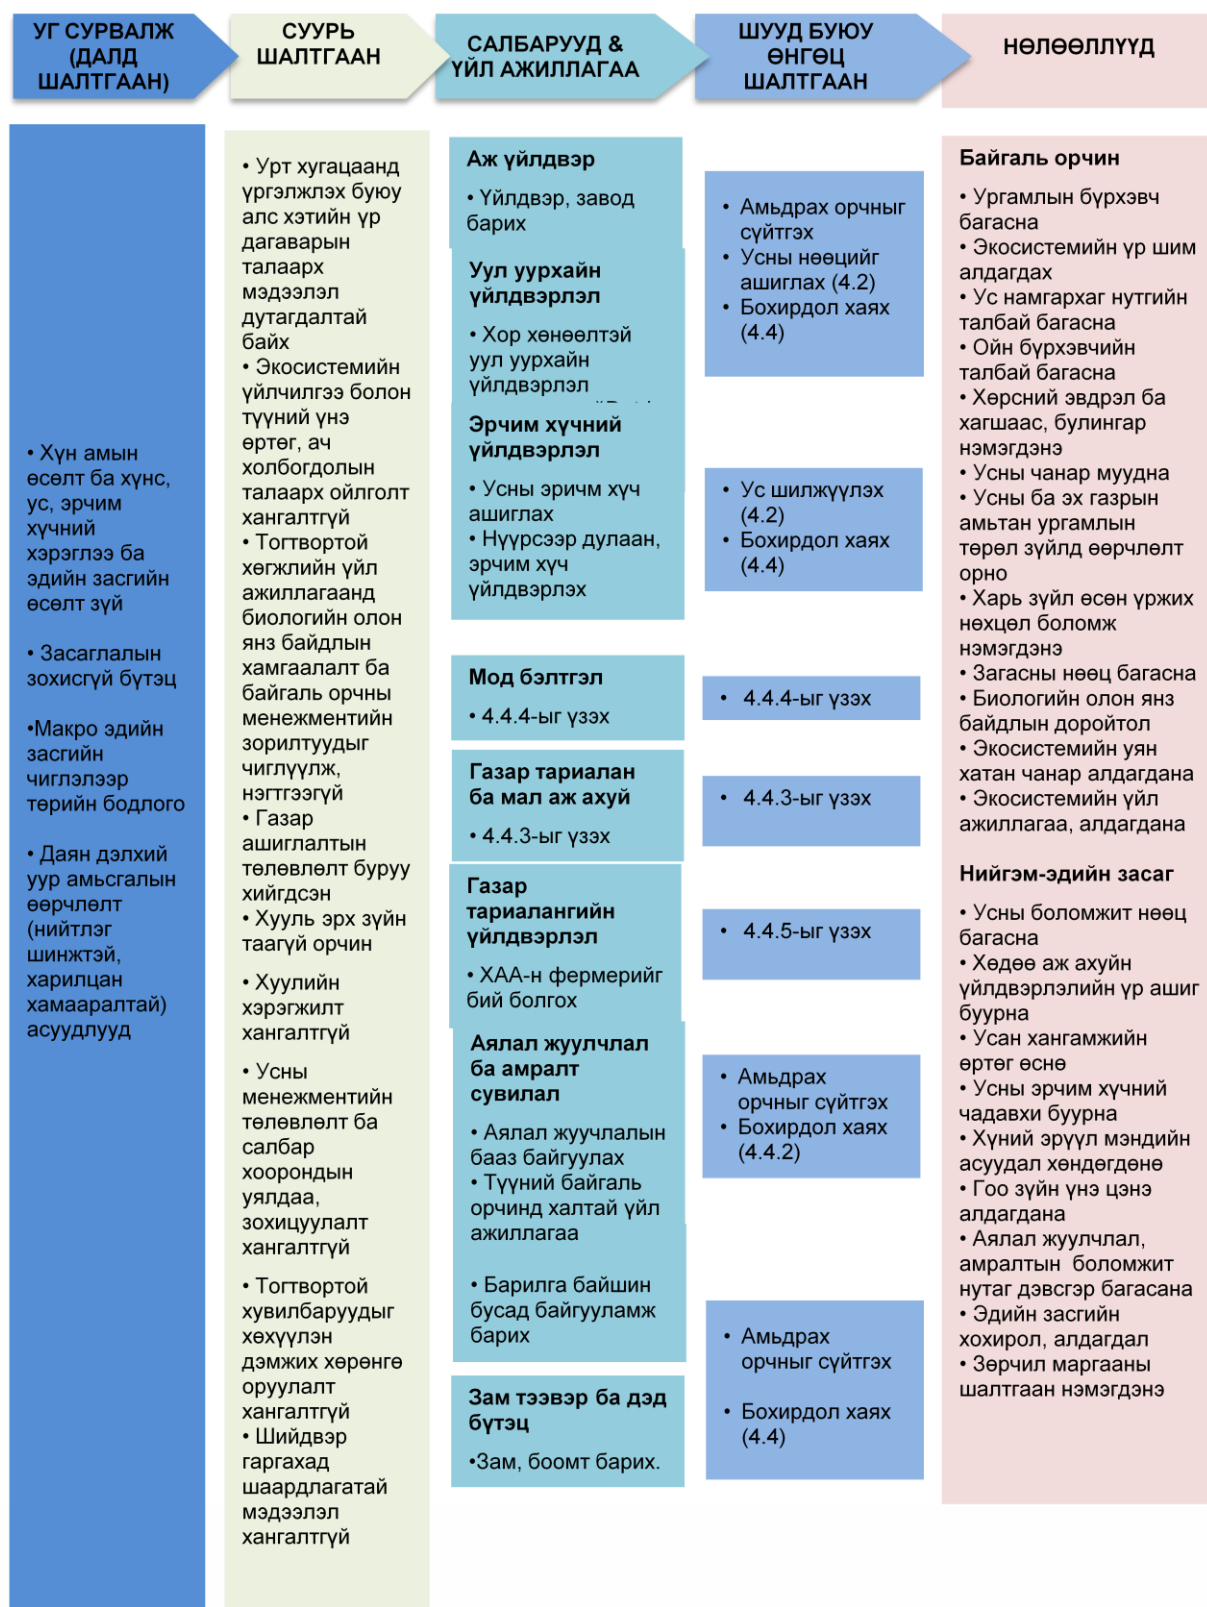 УГ СУРВАЛЖ
(ДАЛД
ШАЛТГААН)
СУУРЬ
ШАЛТГААН
САЛБАРУУД &
ҮЙЛ АЖИЛЛАГАА
ШУУД БУЮУ
ӨНГӨЦ
ШАЛТГААН
НӨЛӨӨЛЛҮҮД
• Хүн амын
өсөлт ба хүнс,
ус, эрчим
хүчний
хэрэглээ ба
эдийн засгийн
өсөлт зүй
• Засаглалын
зохисгүй бүтэц
•Макро эдийн
засгийн
чиглэлээр
төрийн бодлого
• Даян дэлхий
уур амьсгалын
өөрчлөлт
(нийтлэг
шинжтэй,
харилцан
хамааралтай)
асуудлууд
• Урт хугацаанд
үргэлжлэх буюу
алс хэтийн үр
дагаварын
талаарх
мэдээлэл
дутагдалтай
байх
• Экосистемийн
үйлчилгээ болон
түүний үнэ
өртөг, ач
холбогдолын
талаарх ойлголт
хангалтгүй
• Тогтвортой
хөгжлийн үйл
ажиллагаанд
биологийн олон
янз байдлын
хамгаалалт ба
байгаль орчны
менежментийн
зорилтуудыг
чиглүүлж,
нэгтгээгүй
• Газар
ашиглалтын
төлөвлөлт буруу
хийгдсэн
• Хууль эрх зүйн
таагүй орчин
• Хуулийн
хэрэгжилт
хангалтгүй
• Усны
менежментийн
төлөвлөлт ба
салбар
хоорондын
уялдаа,
зохицуулалт
хангалтгүй
• Тогтвортой
хувилбаруудыг
хөхүүлэн
дэмжих хөрөнгө
оруулалт
хангалтгүй
• Шийдвэр
гаргахад
шаардлагатай
мэдээлэл
хангалтгүй
Аж үйлдвэр
• Үйлдвэр, завод
барих
Уул уурхайн
үйлдвэрлэл
• Хор хөнөөлтэй
уул уурхайн
үйлдвэрлэл
Эрчим хүчний
үйлдвэрлэл
• Усны эричм хүч
ашиглах
• Нүүрсээр дулаан,
эрчим хүч
үйлдвэрлэх
Мод бэлтгэл
• 4.4.4-ыг үзэх
Газар тариалан
ба мал аж ахуй
• 4.4.3-ыг үзэх
Газар
тариалангийн
үйлдвэрлэл
• ХАА-н фермерийг
бий болгох
Аялал жуулчлал
ба амралт
сувилал
• Аялал жуучлалын
бааз байгуулах
• Түүний байгаль
орчинд халтай үйл
ажиллагаа
• Барилга байшин
бусад байгууламж
барих
Зам тээвэр ба дэд
бүтэц
•Зам, боомт барих.
• Амьдрах орчныг
сүйтгэх
• Усны нөөцийг
ашиглах (4.2)
• Бохирдол хаях
(4.4)
• Ус шилжүүлэх
(4.2)
• Бохирдол хаях
(4.4)
• 4.4.4-ыг үзэх
• 4.4.3-ыг үзэх
• 4.4.5-ыг үзэх
• Амьдрах
орчныг сүйтгэх
• Бохирдол хаях
(4.4.2)
• Амьдрах
орчныг сүйтгэх
• Бохирдол хаях
(4.4)
Байгаль орчин
• Ургамлын бүрхэвч
багасна
• Экосистемийн үр шим
алдагдах
• Ус намгархаг нутгийн
талбай багасна
• Ойн бүрхэвчийн
талбай багасна
• Хөрсний эвдрэл ба
хагшаас, булингар
нэмэгдэнэ
• Усны чанар муудна
• Усны ба эх газрын
амьтан ургамлын
төрөл зүйлд өөрчлөлт
орно
• Харь зүйл өсөн үржих
нөхцөл боломж
нэмэгдэнэ
• Загасны нөөц багасна
• Биологийн олон янз
байдлын доройтол
• Экосистемийн уян
хатан чанар алдагдана
• Экосистемийн үйл
ажиллагаа, алдагдана
Нийгэм-эдийн засаг
• Усны боломжит нөөц
багасна
• Хөдөө аж ахуйн
үйлдвэрлэлийн үр ашиг
буурна
• Усан хангамжийн
өртөг өснө
• Усны эрчим хүчний
чадавхи буурна
• Хүний эрүүл мэндийн
асуудал хөндөгдөнө
• Гоо зүйн үнэ цэнэ
алдагдана
• Аялал жуулчлал,
амралтын боломжит
нутаг дэвсгэр багасана
• Эдийн засгийн
хохирол, алдагдал
• Зөрчил маргааны
шалтгаан нэмэгдэнэ